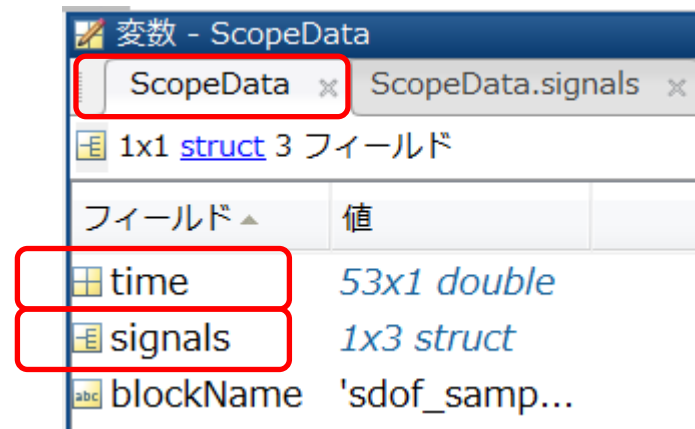 変数 - ScopeData
ScopeData ScopeData.signals
1x1 struct 3 フィールド
フィールド 値
time 53x1 double
signals 1x3 struct
abc blockName 'sdof_samp...